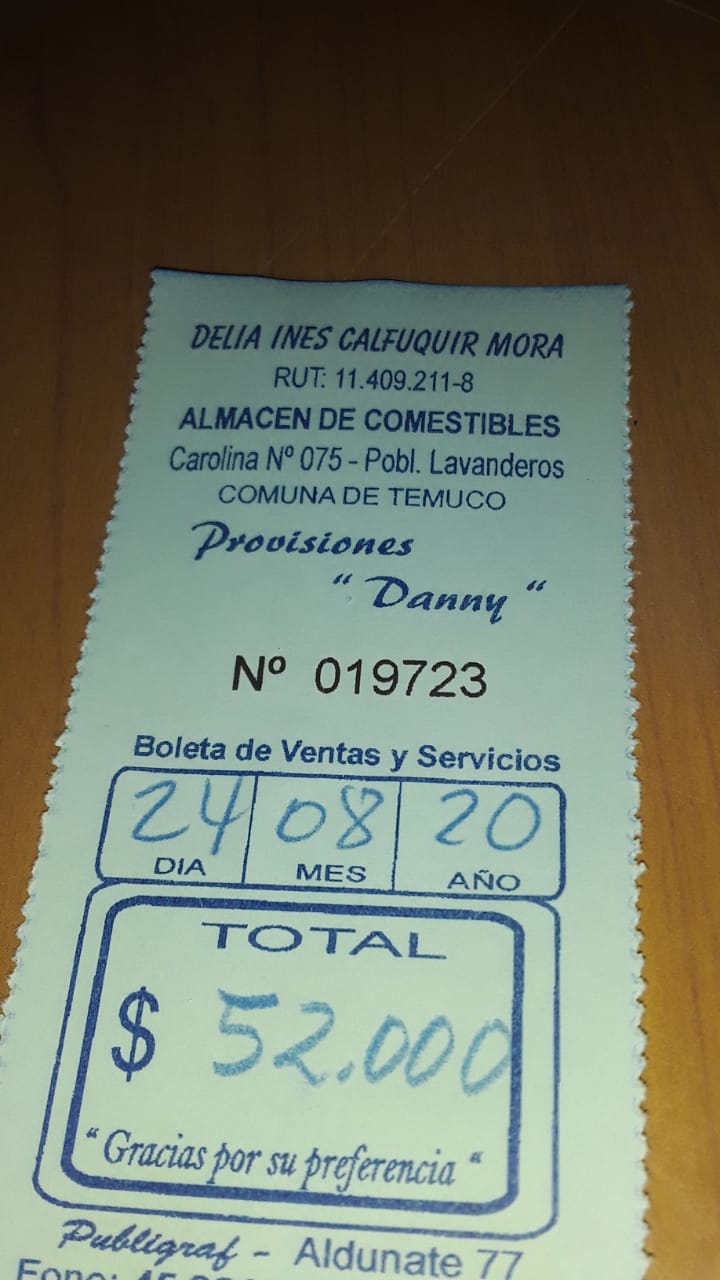 DELIA INES CALFUQUIR MORA
RUT: 11.409.211-8
ALMACEN DE COMESTIBLES
Carolina Nº 075 - Pobl. Lavanderos
COMUNA DE TEMUCO
Provisiones
“ Danny “
Nº 019723
Boleta de Ventas y Servicios
24 08 20
DIA MES AÑO
TOTAL
$ 52.000
“ Gracias por su preferencia “
Publigraf - Aldunate 77
Fono: 45